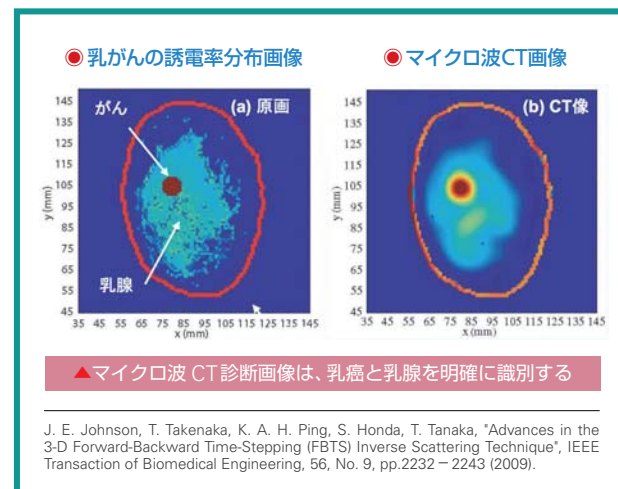 ◉乳がんの誘電率分布画像
◉マイクロ波CT画像
(a) 原画
がん
乳腺
145
135
125
115
105
95
85
75
65
55
45
y (mm)
35 45 55 65 75 85 95 105 115 125 135 145
x (mm)
(b) CT像
145
135
125
115
105
95
85
75
65
55
45
y (mm)
35 45 55 65 75 85 95 105 115 125 135 145
x (mm)
▲マイクロ波 CT診断画像は、乳癌と乳腺を明確に識別する
J. E. Johnson, T. Takenaka, K. A. H. Ping, S. Honda, T. Tanaka, "Advances in the
3-D Forward-Backward Time-Stepping (FBTS) Inverse Scattering Technique", IEEE
Transaction of Biomedical Engineering, 56, No. 9, pp.2232－2243 (2009).